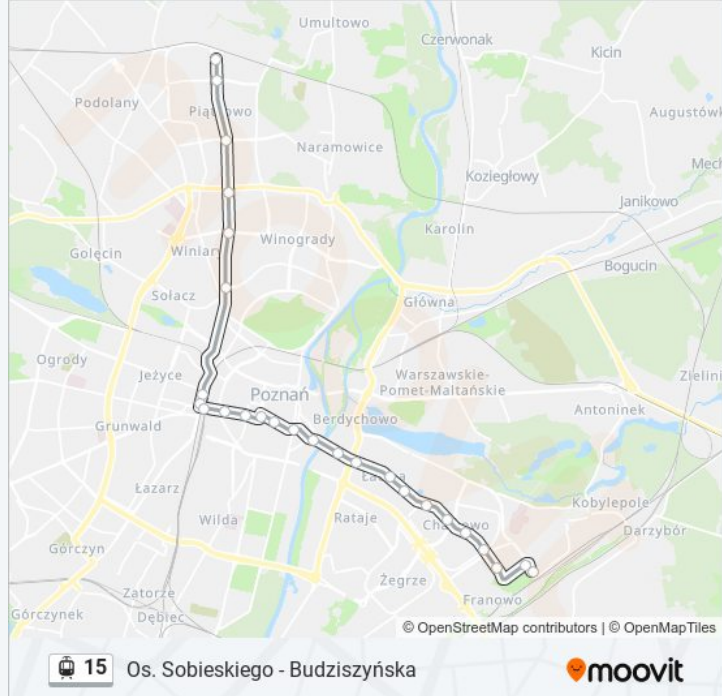 Umultowo
Czerwonak
Kicin
Podolany
Piątkowo
Augustówk
Naramowice
Koziegłowy
Mech
Janikowo
Karolin
Golęcin
Winiary
Winogrady
Bogucin
Sołacz
Główna
Ogrody
Jeżyce
Warszawskie-
Pomet-Maltańskie
Zielini
Poznań
Antoninek
Grunwald
Berdychowo
Łazarz
Kobylepole
Wilda
Rataje
Darzybór
Górczyn
Żegrze
Zatorze
Franowo
Górczynek
Dębiec
© OpenStreetMap contributors | © OpenMapTiles
15 Os. Sobieskiego - Budziszyńska
moovit